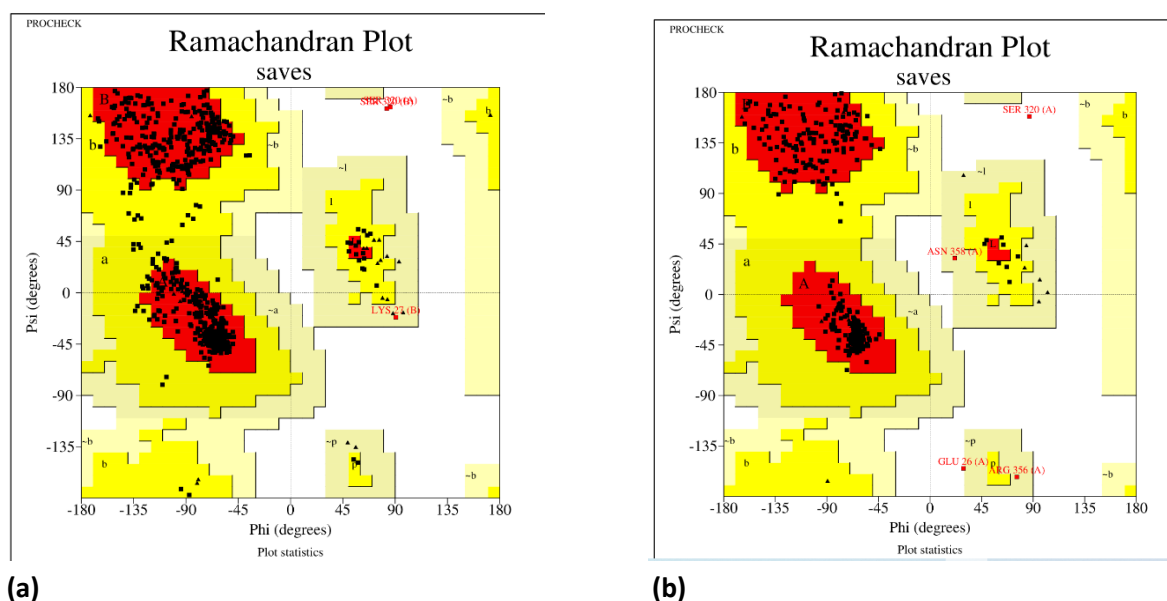 PROCHECK
Ramachandran Plot
saves
B
SER 320 (B)
b
~b
b
~l
l
a
A
~a
LYS 27 (B)
~b
b
~p
p
~b
180
135
90
45
0
-45
-90
-135
-180
-135
-90
-45
0
45
90
135
180
Psi (degrees)
Phi (degrees)
Plot statistics
(a)
PROCHECK
Ramachandran Plot
saves
SER 320 (A)
b
~b
~b
b
~l
l
ASN 358 (A)
a
A
~a
~b
b
~p
GLU 26 (A)
p
ARG 356 (A)
~b
180
135
90
45
0
-45
-90
-135
-180
-135
-90
-45
0
45
90
135
180
Psi (degrees)
Phi (degrees)
Plot statistics
(b)